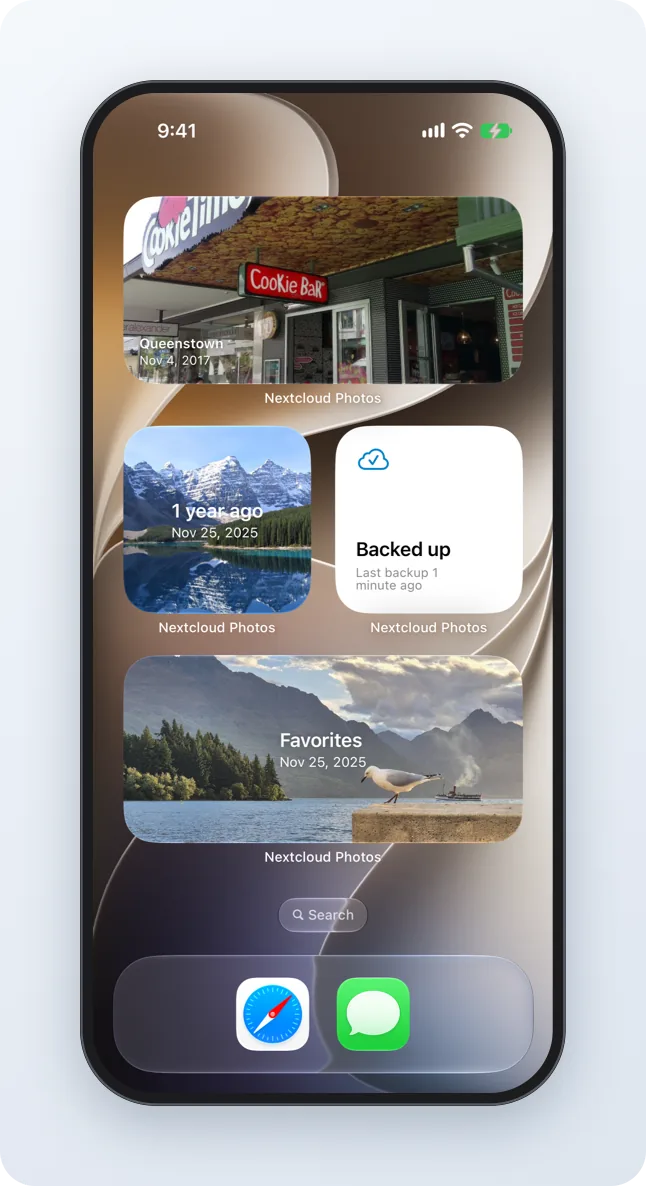 9:41
CookieTime
CooKie BaR
Queenstown
Nov 4, 2017
Nextcloud Photos
1 year ago
Nov 25, 2025
Backed up
Last backup 1
minute ago
Nextcloud Photos
Nextcloud Photos
Favorites
Nov 25, 2025
Nextcloud Photos
Search